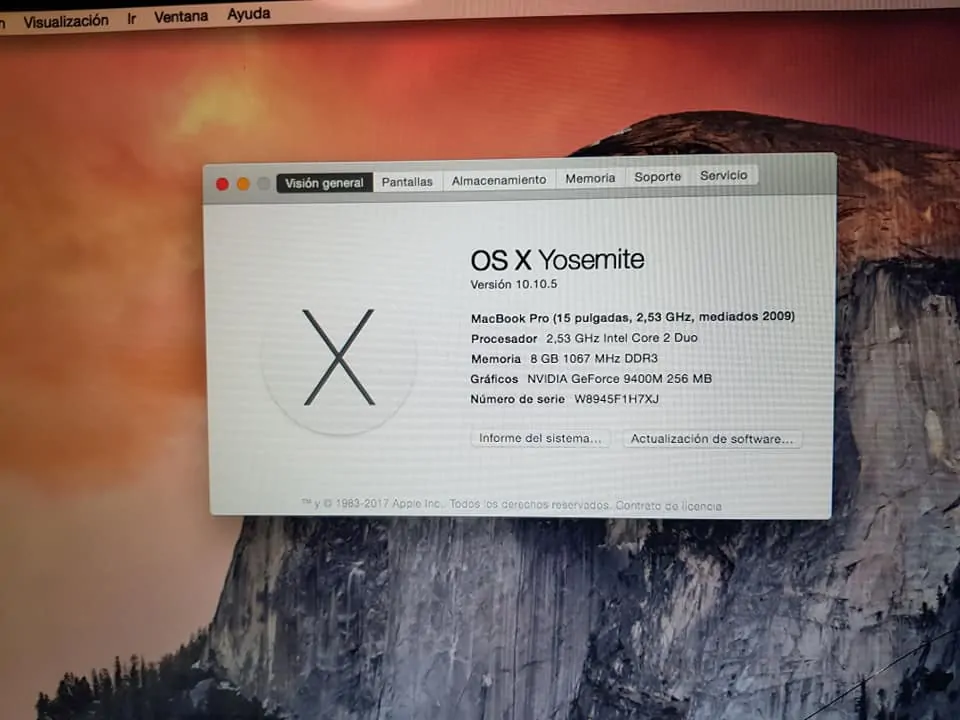 Visualización Ir Ventana Ayuda
Visión general Pantallas Almacenamiento Memoria Soporte Servicio
OS X Yosemite
Versión 10.10.5
MacBook Pro (15 pulgadas, 2,53 GHz, mediados 2009)
Procesador 2,53 GHz Intel Core 2 Duo
Memoria 8 GB 1067 MHz DDR3
Gráficos NVIDIA GeForce 9400M 256 MB
Número de serie W8945F1H7XJ
Informe del sistema... Actualización de software...
™ y © 1983-2017 Apple Inc. Todos los derechos reservados. Contrato de licencia